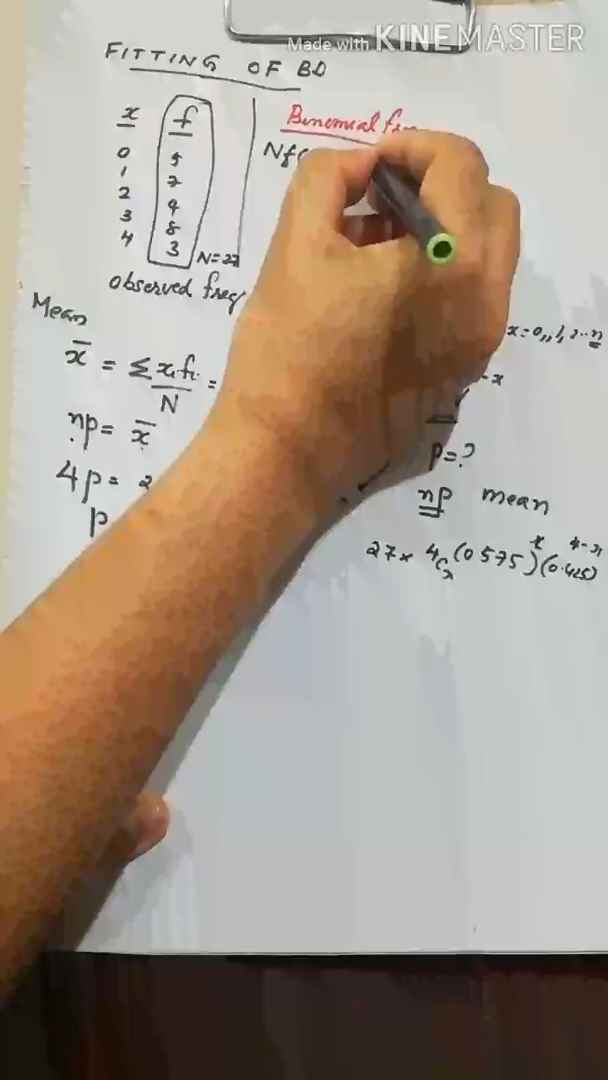 Made with KINEMASTER
FITTING OF BD
x f
0 5
1 7
2 4
3 8
4 3
N=27
observed freq
Binomial
Mean
x̄ = Σxifi/N =
np = x̄
4p = 2
p
x=0,1,2..n
-x
p=?
np mean
27× 4Cx (0.575)^x (0.425)^4-x